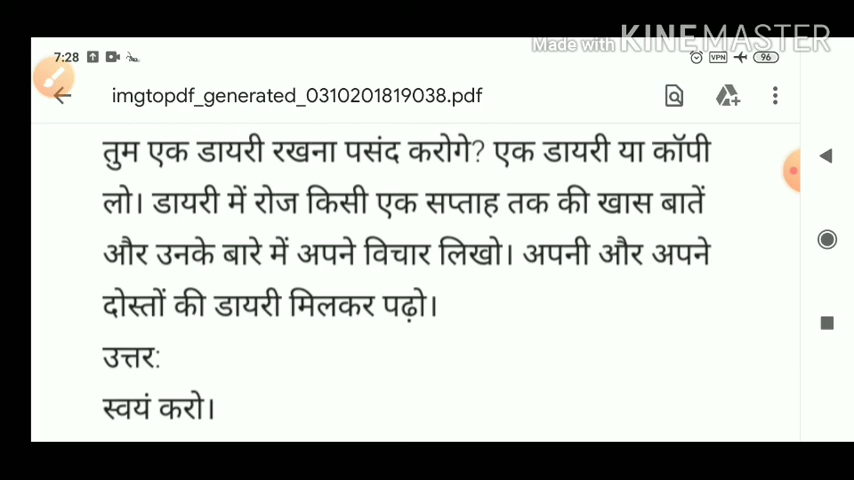 Made with KINEMASTER
7:28
96
VPN
imgtopdf_generated_0310201819038.pdf
तुम एक डायरी रखना पसंद करोगे? एक डायरी या कॉपी
लो। डायरी में रोज किसी एक सप्ताह तक की खास बातें
और उनके बारे में अपने विचार लिखो। अपनी और अपने
दोस्तों की डायरी मिलकर पढ़ो।
उत्तर:
स्वयं करो।